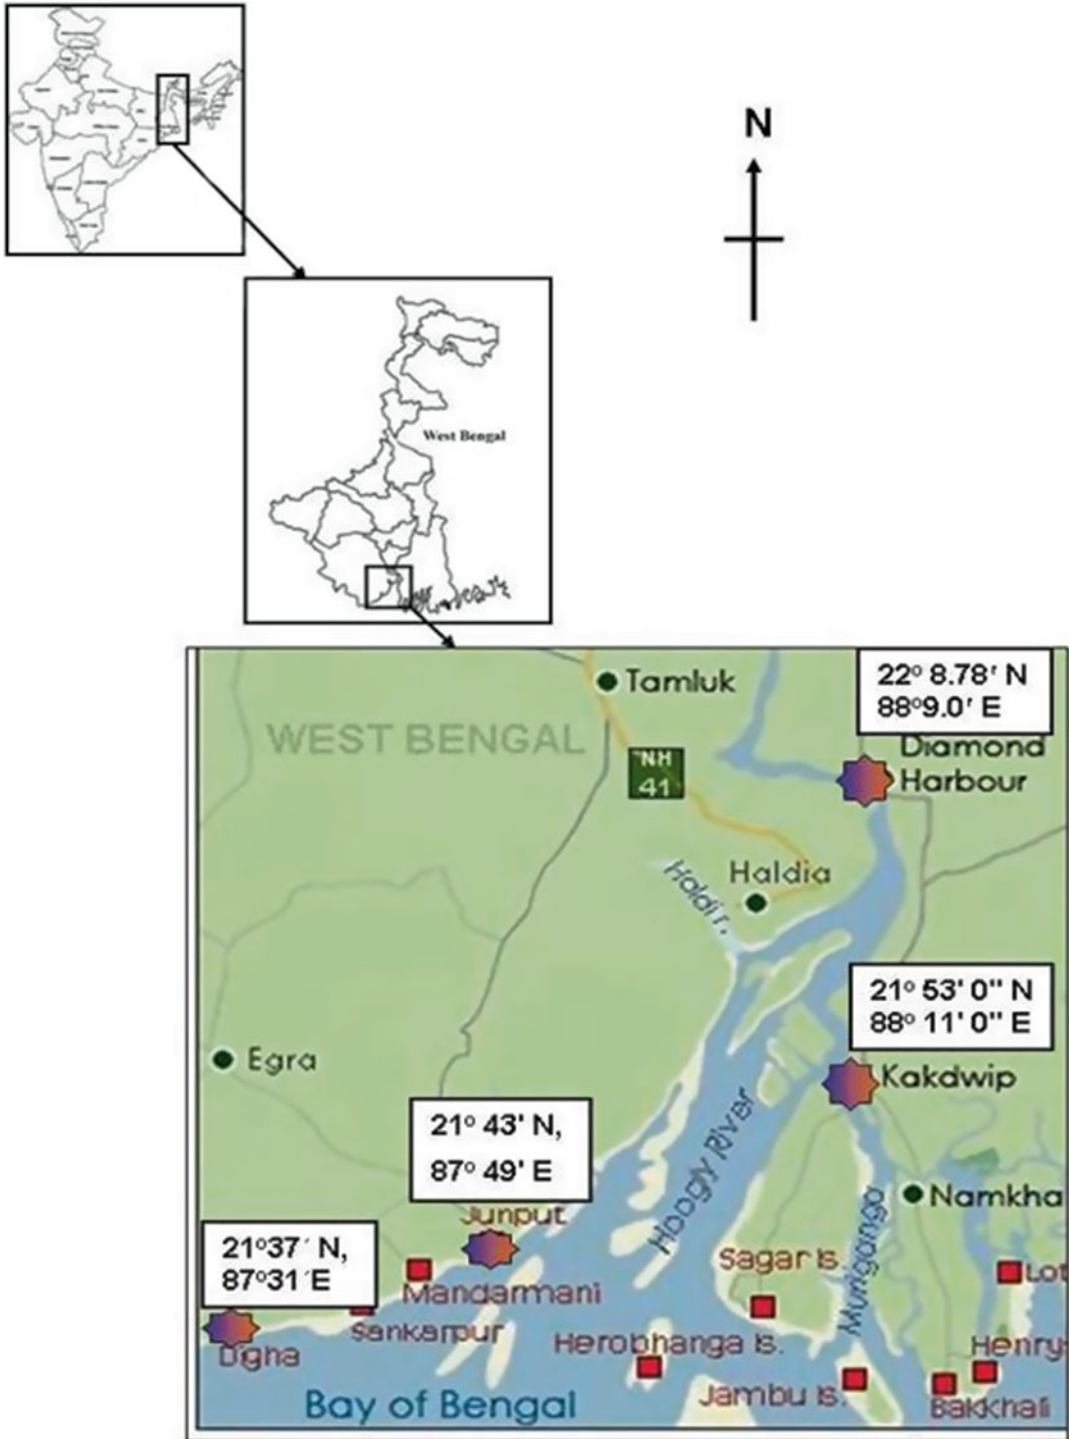 N
West Bengal
Tamluk
22° 8.78' N
88°9.0' E
WEST BENGAL
Diamond
Harbour
NH
41
Haldia
Haldi r.
21° 53' 0" N
88° 11' 0" E
Egra
Kakdwip
21° 43' N,
87° 49' E
Hoogly River
Namkha
Junput
Muriganga
21°37′ N,
87°31′E
Sagar Is.
Lot
Mandarmani
Sankarpur
Herobhanga Is.
Henry
Digha
Jambu Is.
Bakkhali
Bay of Bengal